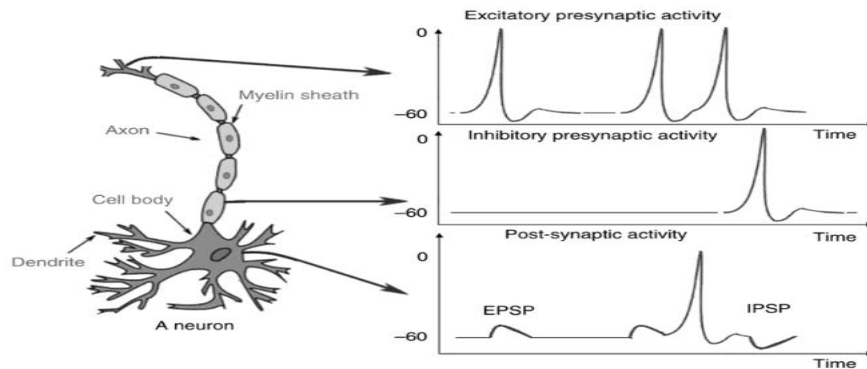 Excitatory presynaptic activity
0
−60
Time
Myelin sheath
Axon
Inhibitory presynaptic activity
0
−60
Time
Cell body
Dendrite
A neuron
Post-synaptic activity
0
EPSP
IPSP
−60
Time